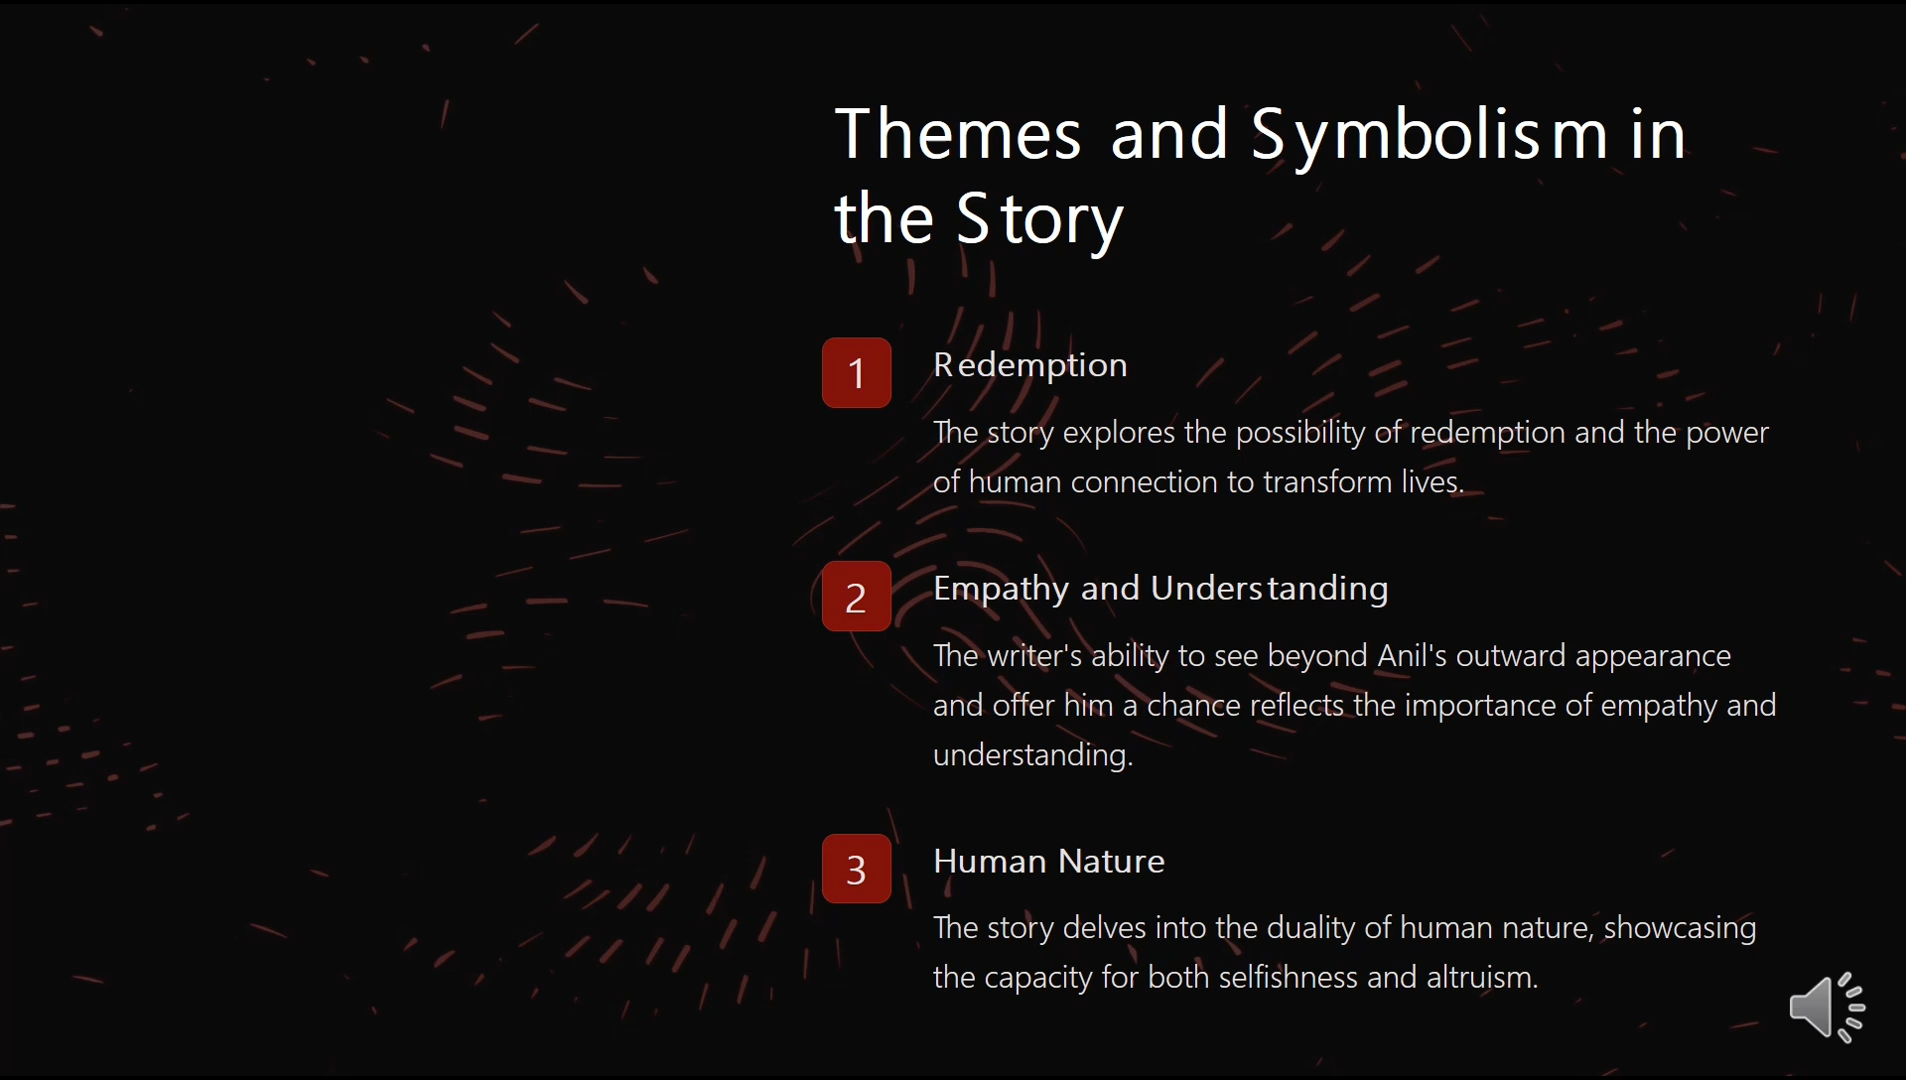 Themes and Symbolism in
the Story
1
Redemption
The story explores the possibility of redemption and the power
of human connection to transform lives.
2
Empathy and Understanding
The writer's ability to see beyond Anil's outward appearance
and offer him a chance reflects the importance of empathy and
understanding.
3
Human Nature
The story delves into the duality of human nature, showcasing
the capacity for both selfishness and altruism.